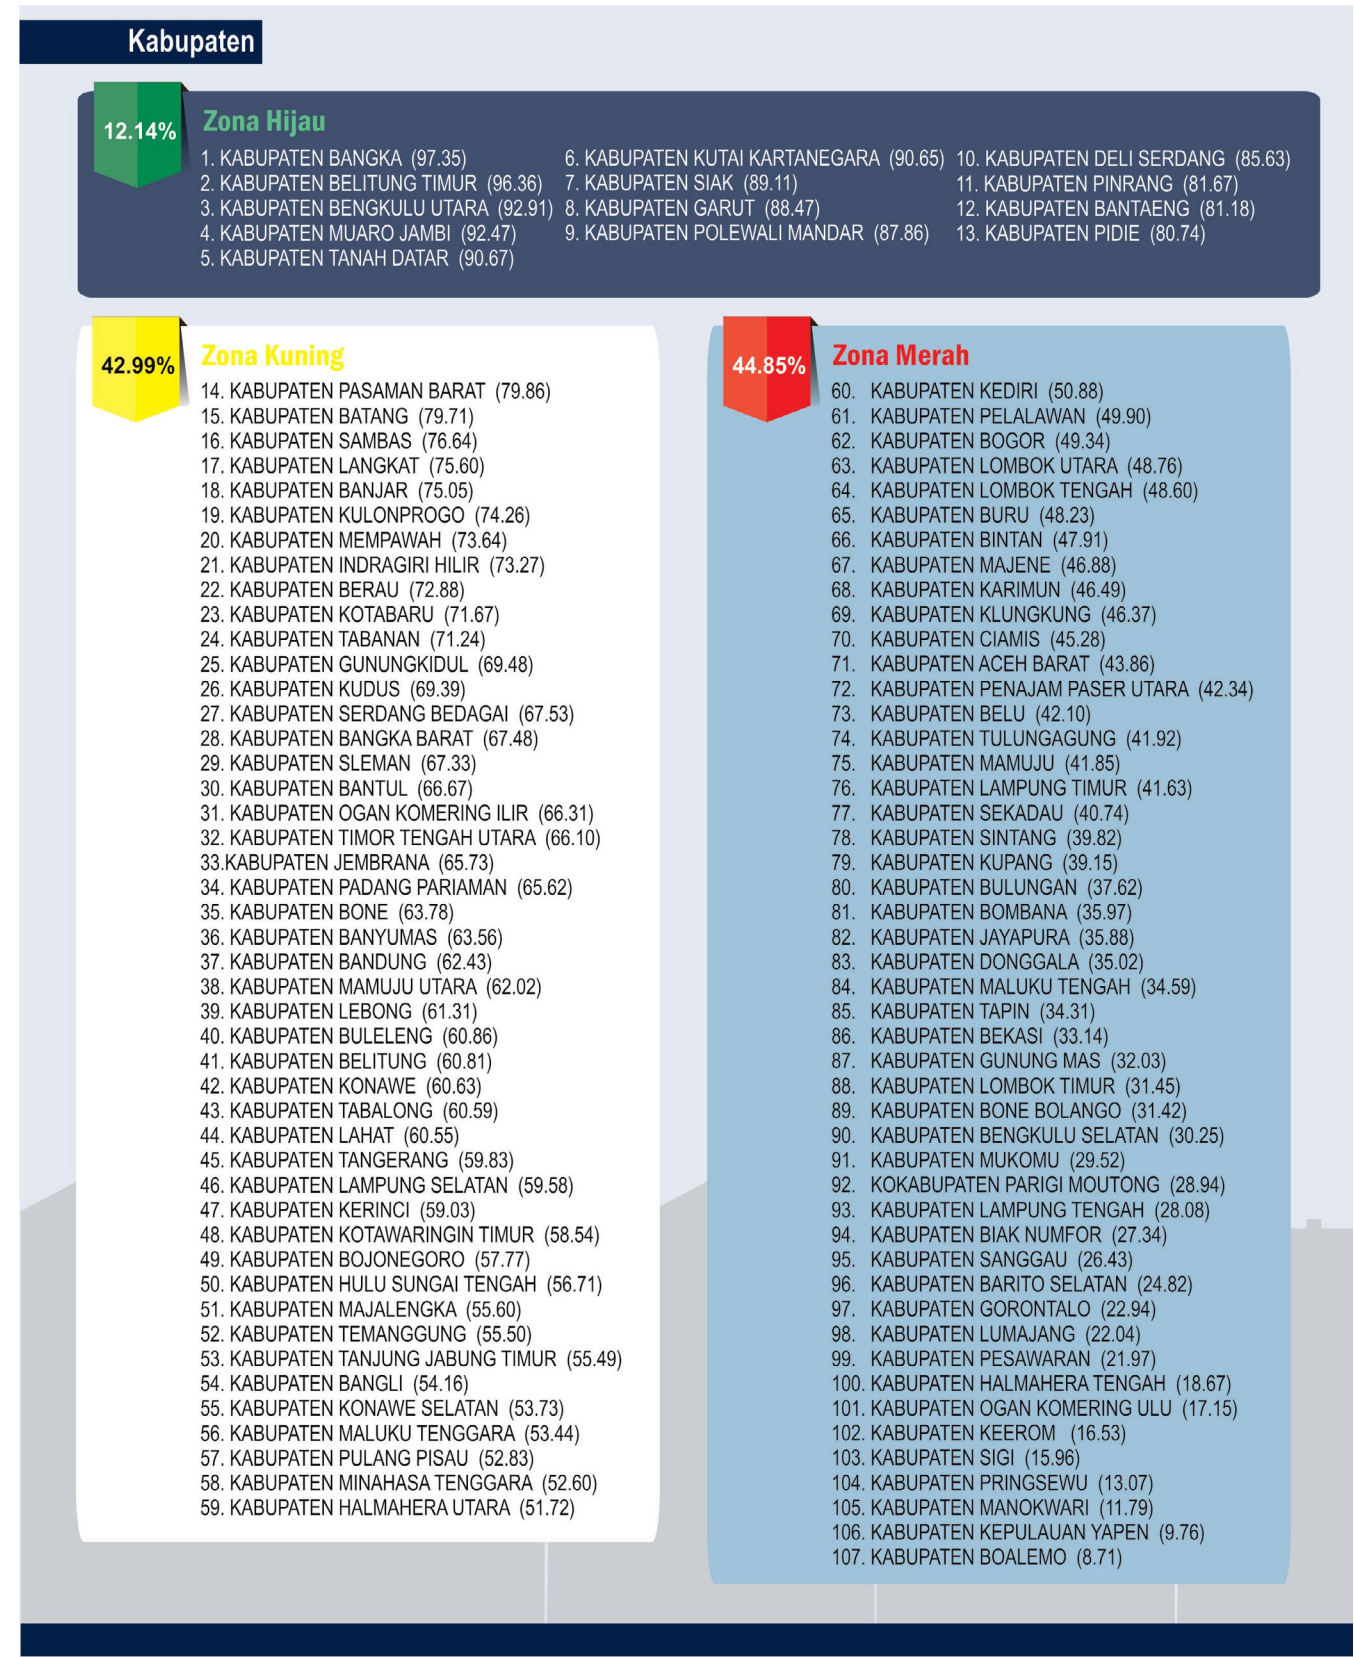 Kabupaten
12.14%
Zona Hijau
1. KABUPATEN BANGKA (97.35)
2. KABUPATEN BELITUNG TIMUR (96.36)
3. KABUPATEN BENGKULU UTARA (92.91)
4. KABUPATEN MUARO JAMBI (92.47)
5. KABUPATEN TANAH DATAR (90.67)
6. KABUPATEN KUTAI KARTANEGARA (90.65)
7. KABUPATEN SIAK (89.11)
8. KABUPATEN GARUT (88.47)
9. KABUPATEN POLEWALI MANDAR (87.86)
10. KABUPATEN DELI SERDANG (85.63)
11. KABUPATEN PINRANG (81.67)
12. KABUPATEN BANTAENG (81.18)
13. KABUPATEN PIDIE (80.74)
42.99%
Zona Kuning
14. KABUPATEN PASAMAN BARAT (79.86)
15. KABUPATEN BATANG (79.71)
16. KABUPATEN SAMBAS (76.64)
17. KABUPATEN LANGKAT (75.60)
18. KABUPATEN BANJAR (75.05)
19. KABUPATEN KULONPROGO (74.26)
20. KABUPATEN MEMPAWAH (73.64)
21. KABUPATEN INDRAGIRI HILIR (73.27)
22. KABUPATEN BERAU (72.88)
23. KABUPATEN KOTABARU (71.67)
24. KABUPATEN TABANAN (71.24)
25. KABUPATEN GUNUNGKIDUL (69.48)
26. KABUPATEN KUDUS (69.39)
27. KABUPATEN SERDANG BEDAGAI (67.53)
28. KABUPATEN BANGKA BARAT (67.48)
29. KABUPATEN SLEMAN (67.33)
30. KABUPATEN BANTUL (66.67)
31. KABUPATEN OGAN KOMERING ILIR (66.31)
32. KABUPATEN TIMOR TENGAH UTARA (66.10)
33.KABUPATEN JEMBRANA (65.73)
34. KABUPATEN PADANG PARIAMAN (65.62)
35. KABUPATEN BONE (63.78)
36. KABUPATEN BANYUMAS (63.56)
37. KABUPATEN BANDUNG (62.43)
38. KABUPATEN MAMUJU UTARA (62.02)
39. KABUPATEN LEBONG (61.31)
40. KABUPATEN BULELENG (60.86)
41. KABUPATEN BELITUNG (60.81)
42. KABUPATEN KONAWE (60.63)
43. KABUPATEN TABALONG (60.59)
44. KABUPATEN LAHAT (60.55)
45. KABUPATEN TANGERANG (59.83)
46. KABUPATEN LAMPUNG SELATAN (59.58)
47. KABUPATEN KERINCI (59.03)
48. KABUPATEN KOTAWARINGIN TIMUR (58.54)
49. KABUPATEN BOJONEGORO (57.77)
50. KABUPATEN HULU SUNGAI TENGAH (56.71)
51. KABUPATEN MAJALENGKA (55.60)
52. KABUPATEN TEMANGGUNG (55.50)
53. KABUPATEN TANJUNG JABUNG TIMUR (55.49)
54. KABUPATEN BANGLI (54.16)
55. KABUPATEN KONAWE SELATAN (53.73)
56. KABUPATEN MALUKU TENGGARA (53.44)
57. KABUPATEN PULANG PISAU (52.83)
58. KABUPATEN MINAHASA TENGGARA (52.60)
59. KABUPATEN HALMAHERA UTARA (51.72)
44.85%
Zona Merah
60. KABUPATEN KEDIRI (50.88)
61. KABUPATEN PELALAWAN (49.90)
62. KABUPATEN BOGOR (49.34)
63. KABUPATEN LOMBOK UTARA (48.76)
64. KABUPATEN LOMBOK TENGAH (48.60)
65. KABUPATEN BURU (48.23)
66. KABUPATEN BINTAN (47.91)
67. KABUPATEN MAJENE (46.88)
68. KABUPATEN KARIMUN (46.49)
69. KABUPATEN KLUNGKUNG (46.37)
70. KABUPATEN CIAMIS (45.28)
71. KABUPATEN ACEH BARAT (43.86)
72. KABUPATEN PENAJAM PASER UTARA (42.34)
73. KABUPATEN BELU (42.10)
74. KABUPATEN TULUNGAGUNG (41.92)
75. KABUPATEN MAMUJU (41.85)
76. KABUPATEN LAMPUNG TIMUR (41.63)
77. KABUPATEN SEKADAU (40.74)
78. KABUPATEN SINTANG (39.82)
79. KABUPATEN KUPANG (39.15)
80. KABUPATEN BULUNGAN (37.62)
81. KABUPATEN BOMBANA (35.97)
82. KABUPATEN JAYAPURA (35.88)
83. KABUPATEN DONGGALA (35.02)
84. KABUPATEN MALUKU TENGAH (34.59)
85. KABUPATEN TAPIN (34.31)
86. KABUPATEN BEKASI (33.14)
87. KABUPATEN GUNUNG MAS (32.03)
88. KABUPATEN LOMBOK TIMUR (31.45)
89. KABUPATEN BONE BOLANGO (31.42)
90. KABUPATEN BENGKULU SELATAN (30.25)
91. KABUPATEN MUKOMU (29.52)
92. KOKABUPATEN PARIGI MOUTONG (28.94)
93. KABUPATEN LAMPUNG TENGAH (28.08)
94. KABUPATEN BIAK NUMFOR (27.34)
95. KABUPATEN SANGGAU (26.43)
96. KABUPATEN BARITO SELATAN (24.82)
97. KABUPATEN GORONTALO (22.94)
98. KABUPATEN LUMAJANG (22.04)
99. KABUPATEN PESAWARAN (21.97)
100. KABUPATEN HALMAHERA TENGAH (18.67)
101. KABUPATEN OGAN KOMERING ULU (17.15)
102. KABUPATEN KEEROM (16.53)
103. KABUPATEN SIGI (15.96)
104. KABUPATEN PRINGSEWU (13.07)
105. KABUPATEN MANOKWARI (11.79)
106. KABUPATEN KEPULAUAN YAPEN (9.76)
107. KABUPATEN BOALEMO (8.71)